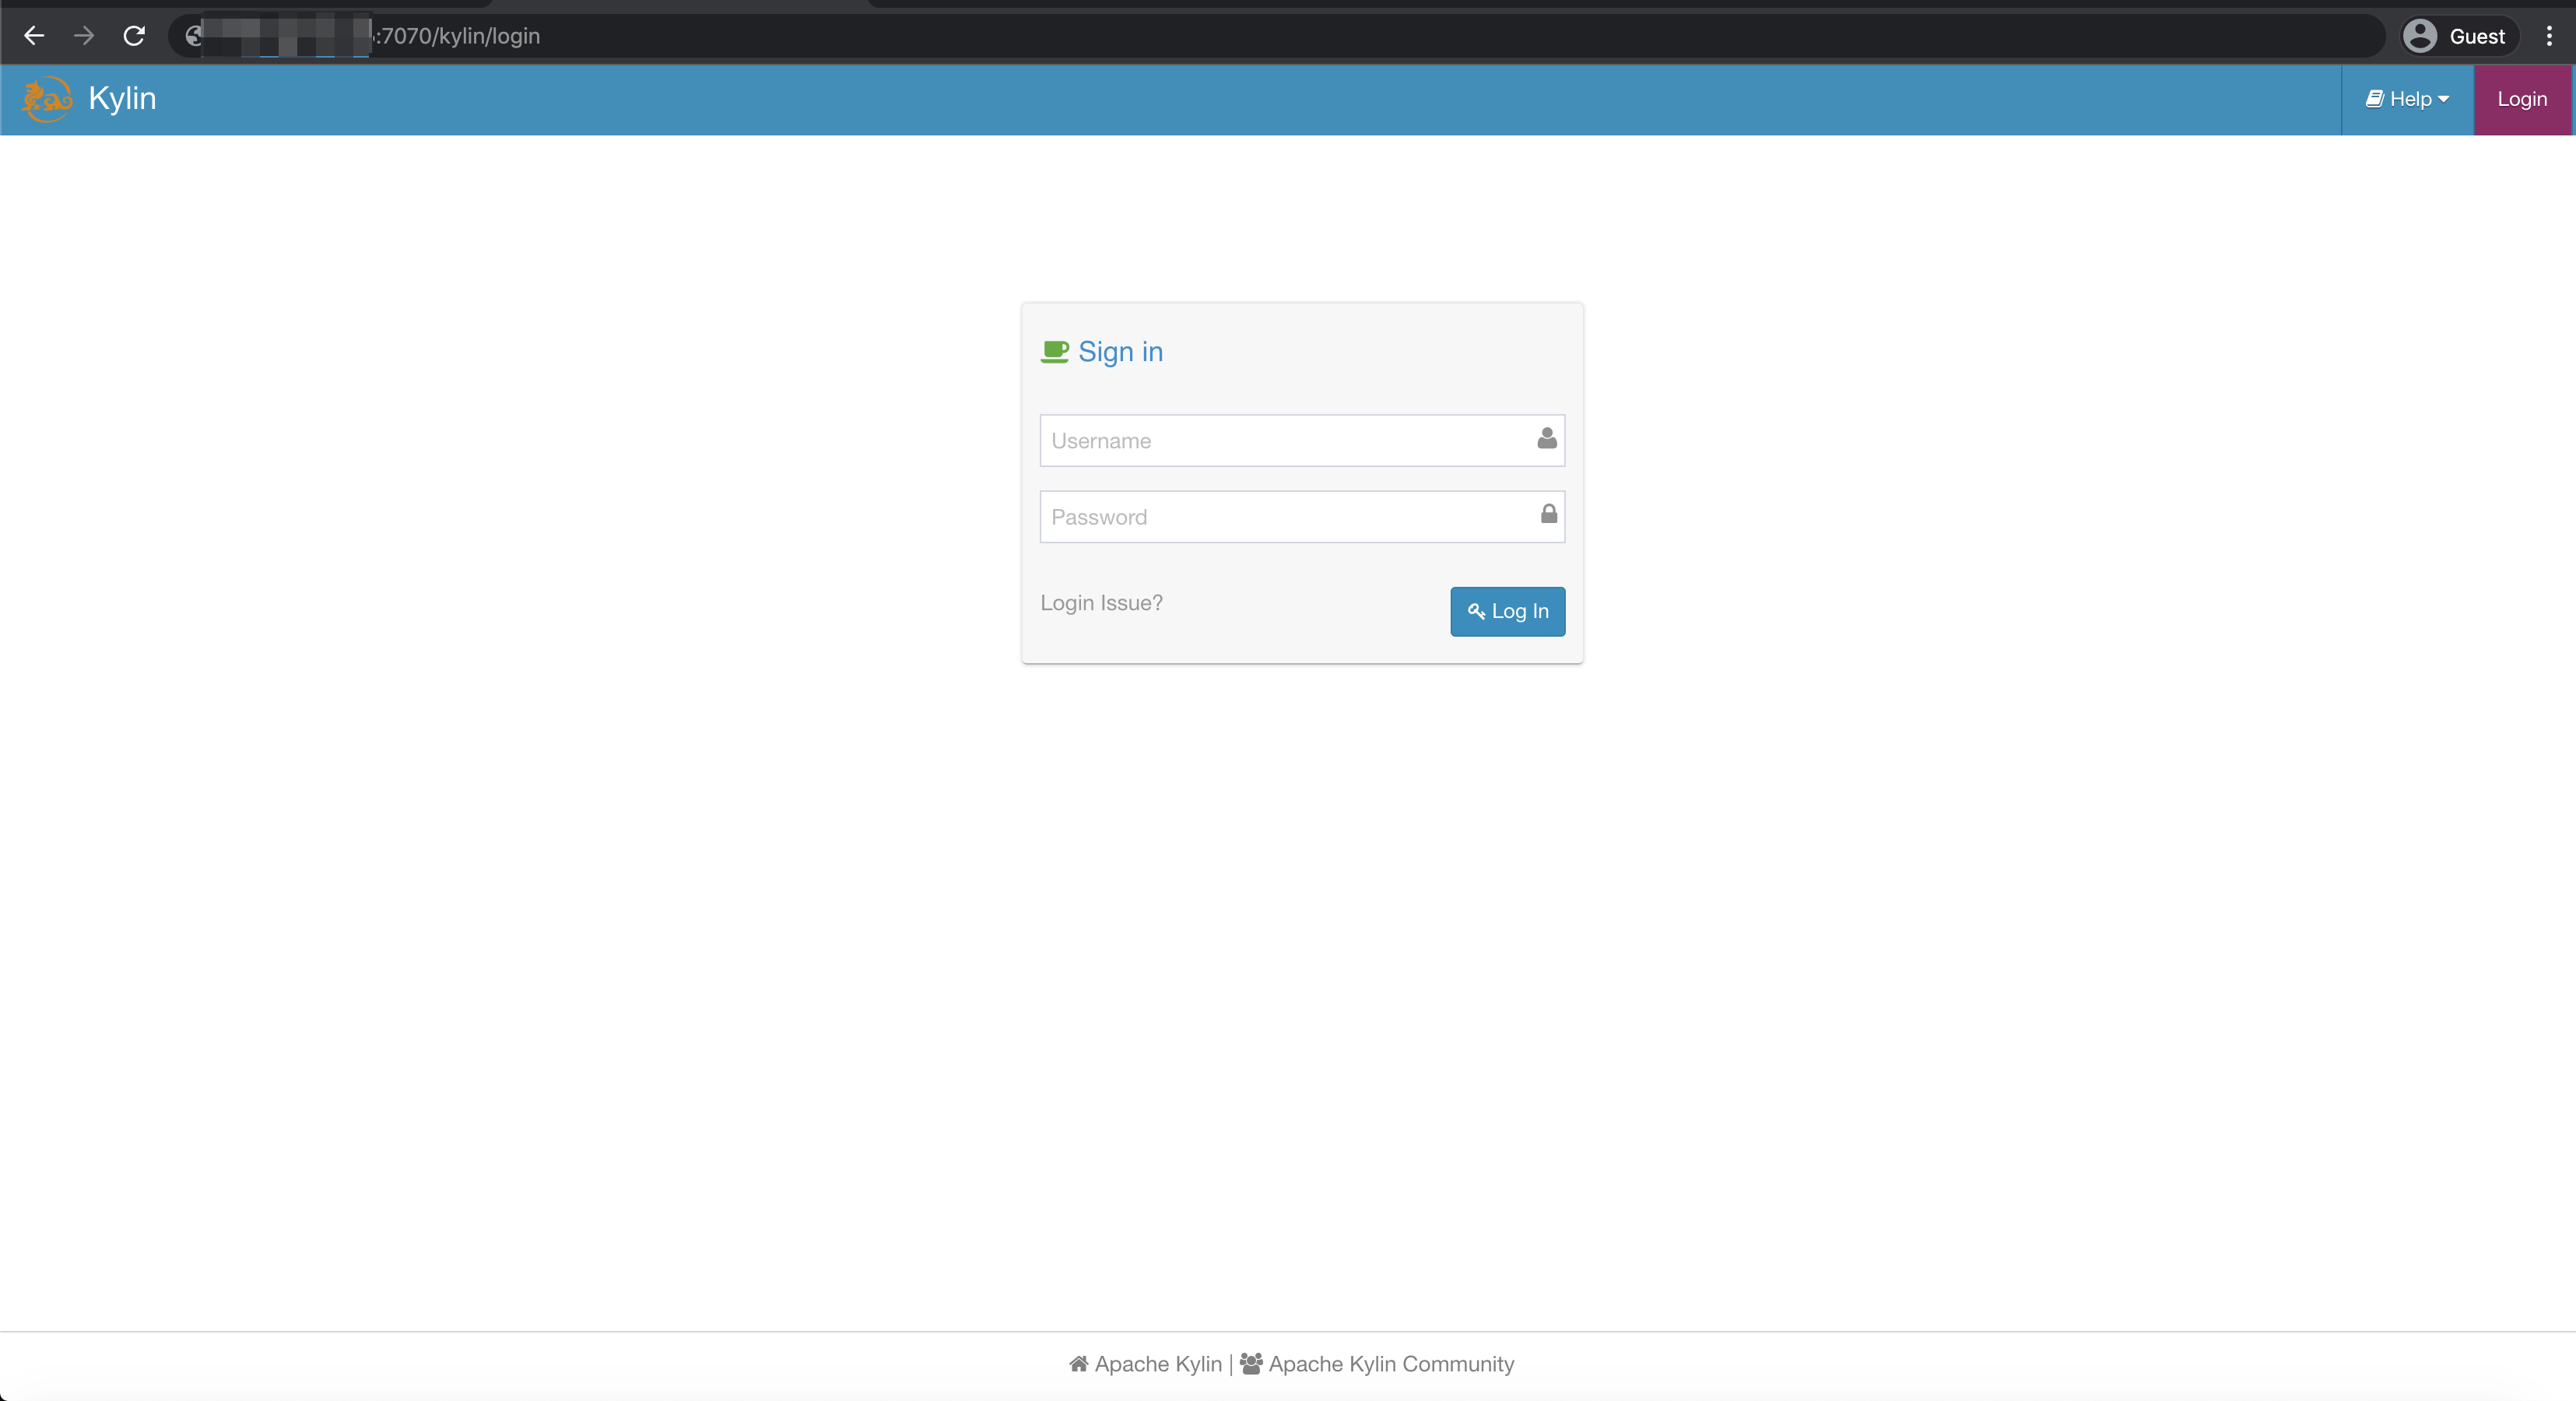 :7070/kylin/login
Guest
Kylin
Help
Login
Sign in
Username
Password
Login Issue?
Log In
Apache Kylin | Apache Kylin Community